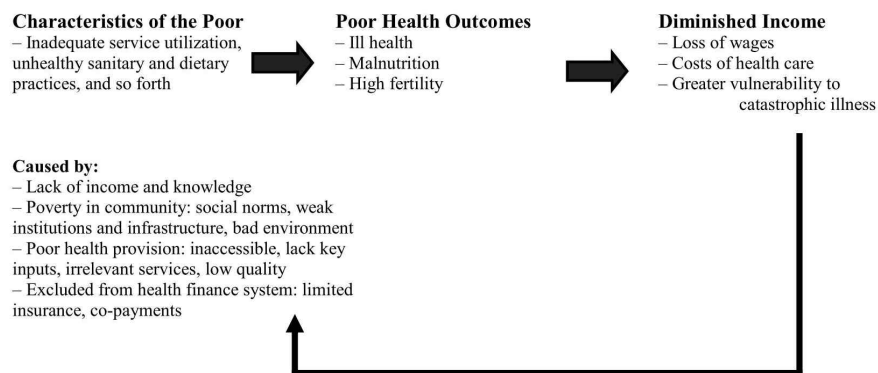 Characteristics of the Poor
– Inadequate service utilization,
unhealthy sanitary and dietary
practices, and so forth
Poor Health Outcomes
– Ill health
– Malnutrition
– High fertility
Diminished Income
– Loss of wages
– Costs of health care
– Greater vulnerability to
catastrophic illness
Caused by:
– Lack of income and knowledge
– Poverty in community: social norms, weak
institutions and infrastructure, bad environment
– Poor health provision: inaccessible, lack key
inputs, irrelevant services, low quality
– Excluded from health finance system: limited
insurance, co-payments